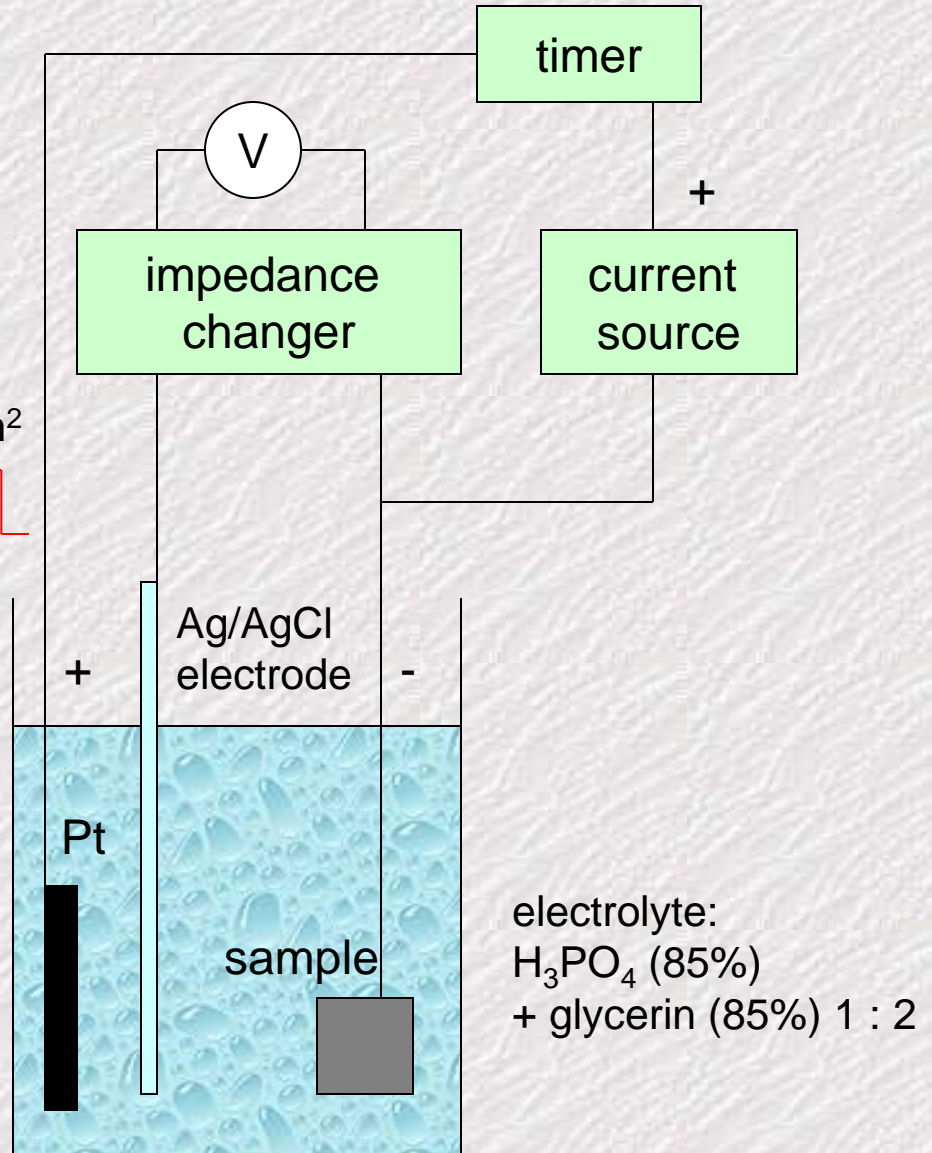 timer
V
+
impedance
changer
current
source
Ag/AgCl
electrode
+
-
Pt
sample
electrolyte:
H₃PO₄ (85%)
+ glycerin (85%) 1 : 2